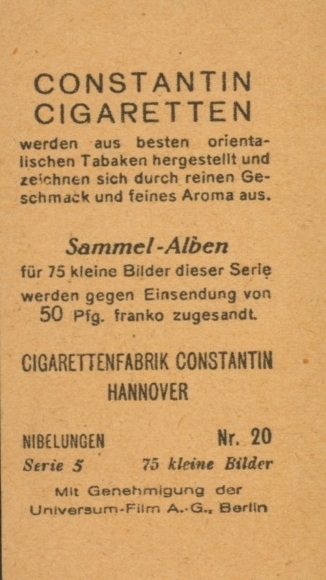 CONSTANTIN
CIGARETTEN
werden aus besten orienta-
lischen Tabaken hergestellt und
zeichnen sich durch reinen Ge-
schmack und feines Aroma aus.
Sammel-Alben
für 75 kleine Bilder dieser Serie
werden gegen Einsendung von
50 Pfg. franko zugesandt.
CIGARETTENFABRIK CONSTANTIN
HANNOVER
NIBELUNGEN Nr. 20
Serie 5 75 kleine Bilder
Mit Genehmigung der
Universum-Film A.-G., Berlin